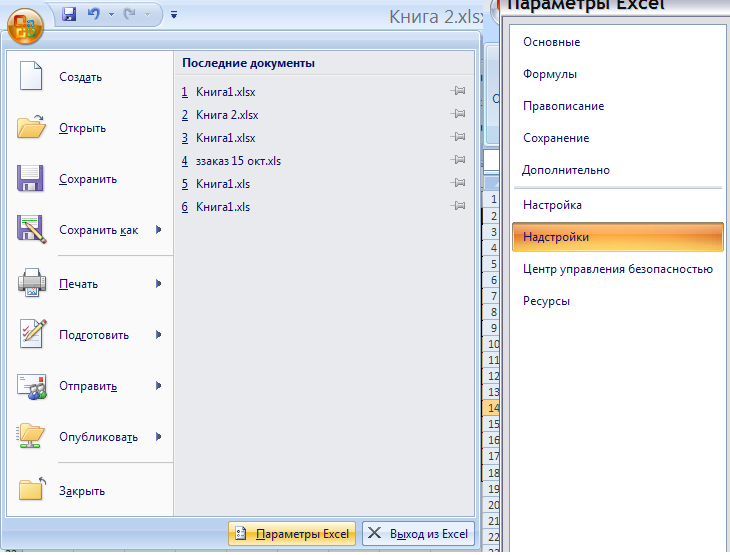 Книга 2.xlsx
Создать
Открыть
Сохранить
Сохранить как
Печать
Подготовить
Отправить
Опубликовать
Закрыть
Последние документы
1 Книга1.xlsx
2 Книга 2.xlsx
3 Книга1.xlsx
4 ззаказ 15 окт.xls
5 Книга1.xls
6 Книга1.xls
Параметры Excel
Выход из Excel
1
2
3
4
5
6
7
8
9
10
11
12
13
14
15
16
17
18
19
20
21
22
23
Параметры Excel
Основные
Формулы
Правописание
Сохранение
Дополнительно
Настройка
Надстройки
Центр управления безопасностью
Ресурсы